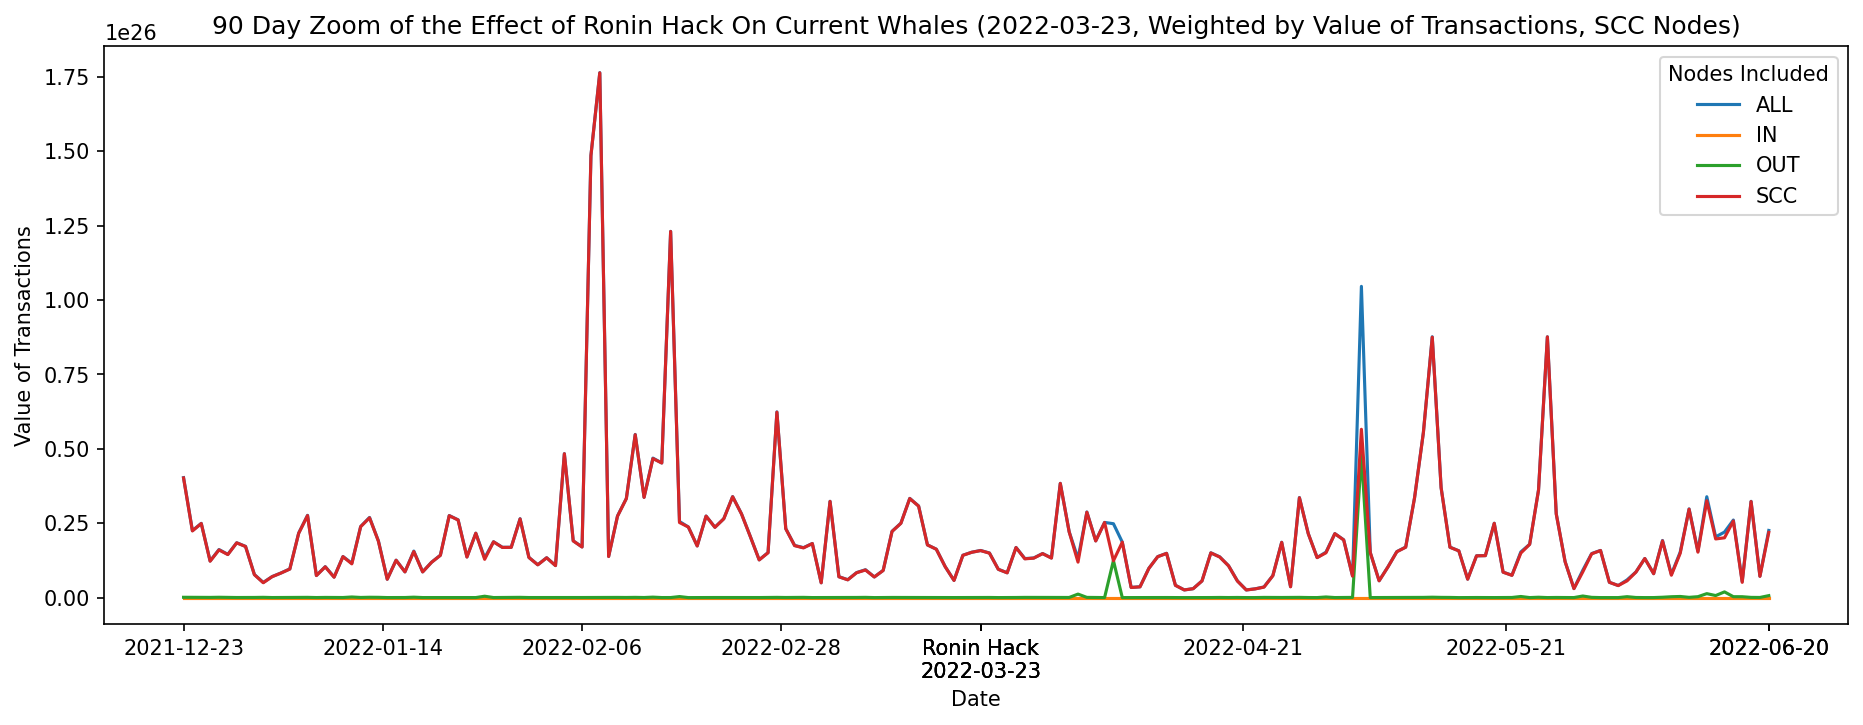 90 Day Zoom of the Effect of Ronin Hack On Current Whales (2022-03-23, Weighted by Value of Transactions, SCC Nodes)
1e26
Nodes Included
ALL
IN
OUT
SCC
Value of Transactions
1.75
1.50
1.25
1.00
0.75
0.50
0.25
0.00
2021-12-23
2022-01-14
2022-02-06
2022-02-28
Ronin Hack
2022-03-23
2022-04-21
2022-05-21
2022-06-20
Date